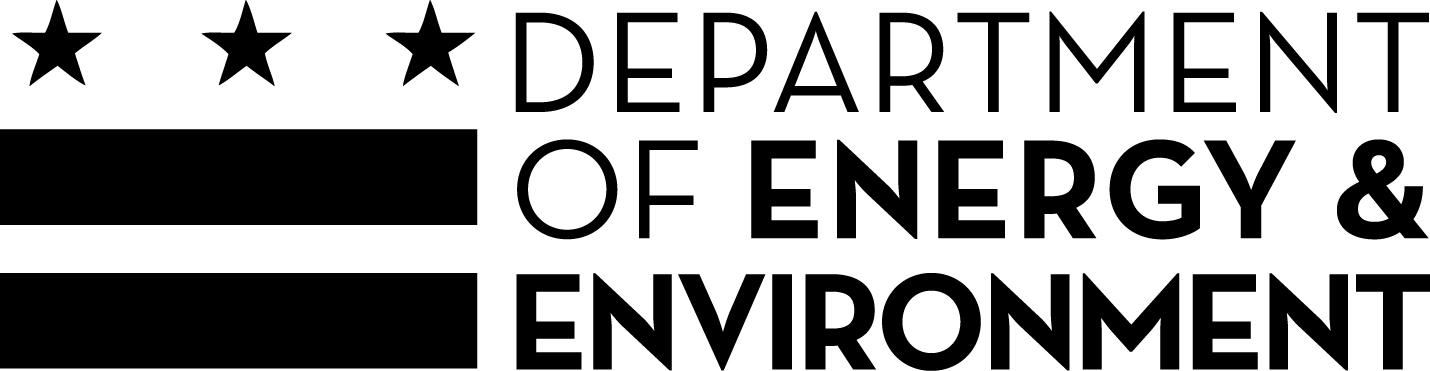 DEPARTMENT
OF ENERGY &
ENVIRONMENT